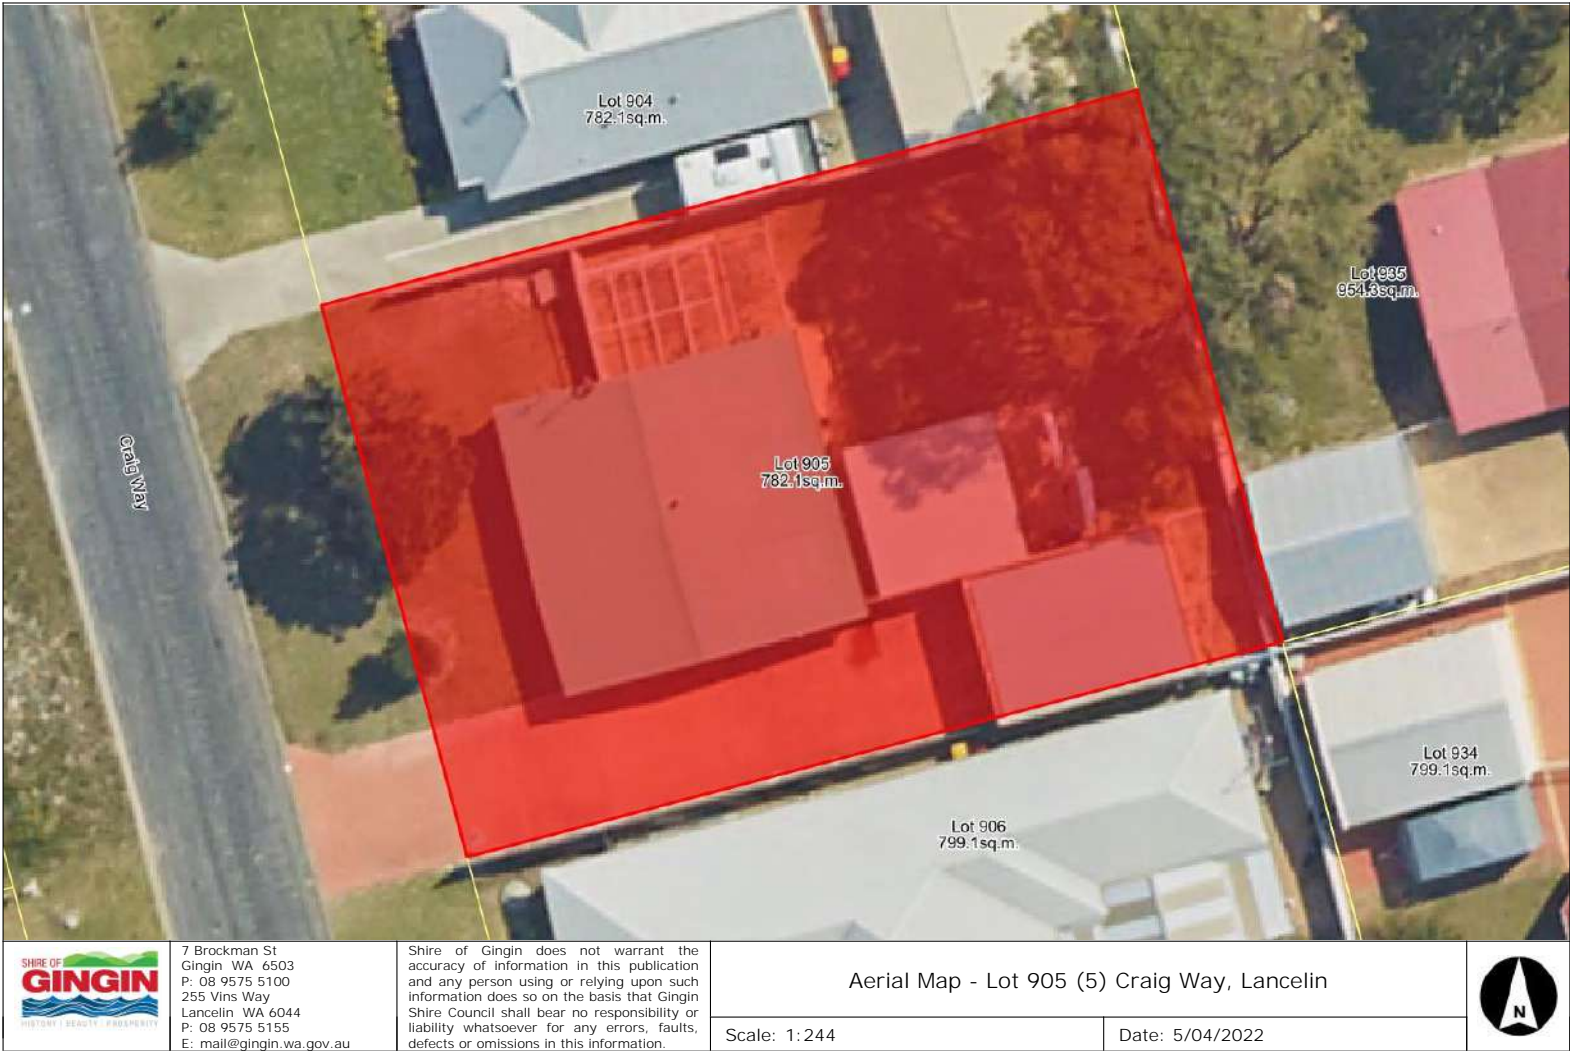 Lot 904
782.1sq.m.
Lot 935
954.3sq.m.
Craig Way
Lot 905
782.1sq.m.
Lot 934
799.1sq.m.
Lot 906
799.1sq.m.
SHIRE OF
GINGIN
HISTORY | BEAUTY | PROSPERITY
7 Brockman St
Gingin WA 6503
P: 08 9575 5100
255 Vins Way
Lancelin WA 6044
P: 08 9575 5155
E: mail@gingin.wa.gov.au
Shire of Gingin does not warrant the
accuracy of information in this publication
and any person using or relying upon such
information does so on the basis that Gingin
Shire Council shall bear no responsibility or
liability whatsoever for any errors, faults,
defects or omissions in this information.
Aerial Map - Lot 905 (5) Craig Way, Lancelin
Scale: 1:244
Date: 5/04/2022
N